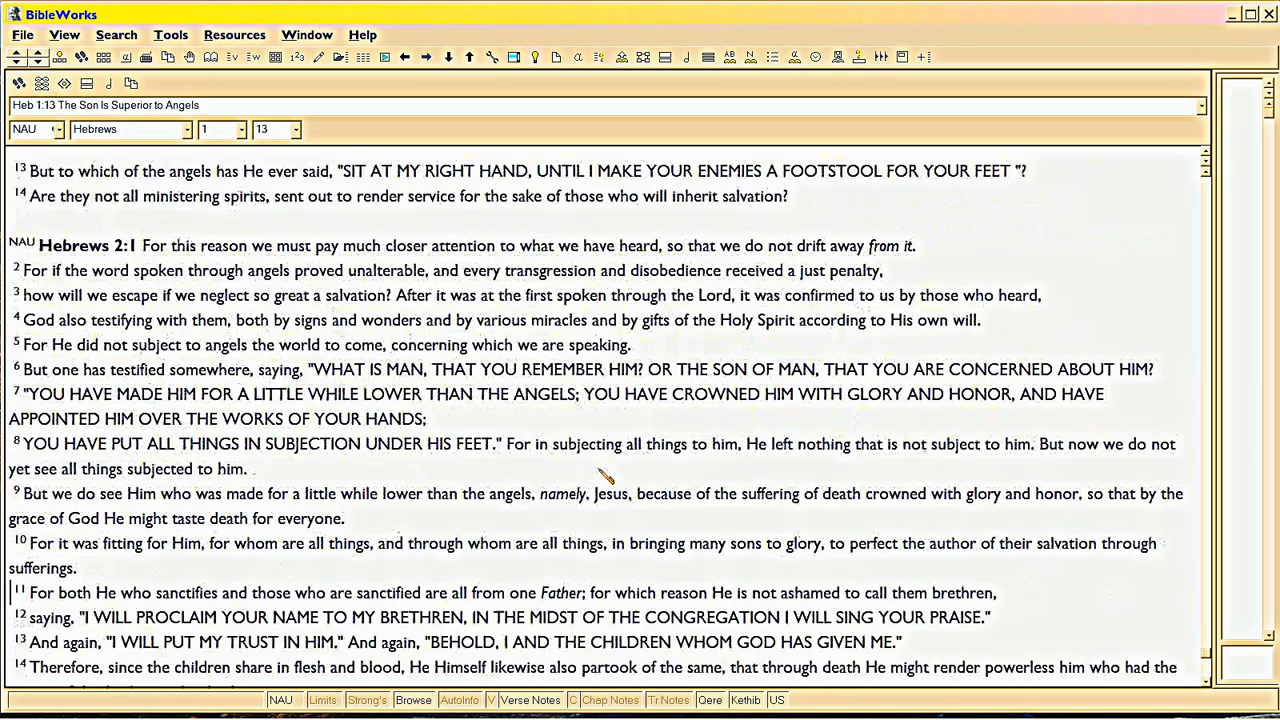 BibleWorks
File View Search Tools Resources Window Help
Heb 1:13 The Son Is Superior to Angels
NAU Hebrews 1 13
13 But to which of the angels has He ever said, "SIT AT MY RIGHT HAND, UNTIL I MAKE YOUR ENEMIES A FOOTSTOOL FOR YOUR FEET "?
14 Are they not all ministering spirits, sent out to render service for the sake of those who will inherit salvation?
NAU Hebrews 2:1 For this reason we must pay much closer attention to what we have heard, so that we do not drift away from it.
2 For if the word spoken through angels proved unalterable, and every transgression and disobedience received a just penalty,
3 how will we escape if we neglect so great a salvation? After it was at the first spoken through the Lord, it was confirmed to us by those who heard,
4 God also testifying with them, both by signs and wonders and by various miracles and by gifts of the Holy Spirit according to His own will.
5 For He did not subject to angels the world to come, concerning which we are speaking.
6 But one has testified somewhere, saying, "WHAT IS MAN, THAT YOU REMEMBER HIM? OR THE SON OF MAN, THAT YOU ARE CONCERNED ABOUT HIM?
7 "YOU HAVE MADE HIM FOR A LITTLE WHILE LOWER THAN THE ANGELS; YOU HAVE CROWNED HIM WITH GLORY AND HONOR, AND HAVE
APPOINTED HIM OVER THE WORKS OF YOUR HANDS;
8 YOU HAVE PUT ALL THINGS IN SUBJECTION UNDER HIS FEET." For in subjecting all things to him, He left nothing that is not subject to him. But now we do not
yet see all things subjected to him.
9 But we do see Him who was made for a little while lower than the angels, namely, Jesus, because of the suffering of death crowned with glory and honor, so that by the
grace of God He might taste death for everyone.
10 For it was fitting for Him, for whom are all things, and through whom are all things, in bringing many sons to glory, to perfect the author of their salvation through
sufferings.
11 For both He who sanctifies and those who are sanctified are all from one Father; for which reason He is not ashamed to call them brethren,
12 saying, "I WILL PROCLAIM YOUR NAME TO MY BRETHREN, IN THE MIDST OF THE CONGREGATION I WILL SING YOUR PRAISE."
13 And again, "I WILL PUT MY TRUST IN HIM." And again, "BEHOLD, I AND THE CHILDREN WHOM GOD HAS GIVEN ME."
14 Therefore, since the children share in flesh and blood, He Himself likewise also partook of the same, that through death He might render powerless him who had the
NAU Limits Strong's Browse AutoInfo V Verse Notes C Chap Notes Tr Notes Qere Kethib US